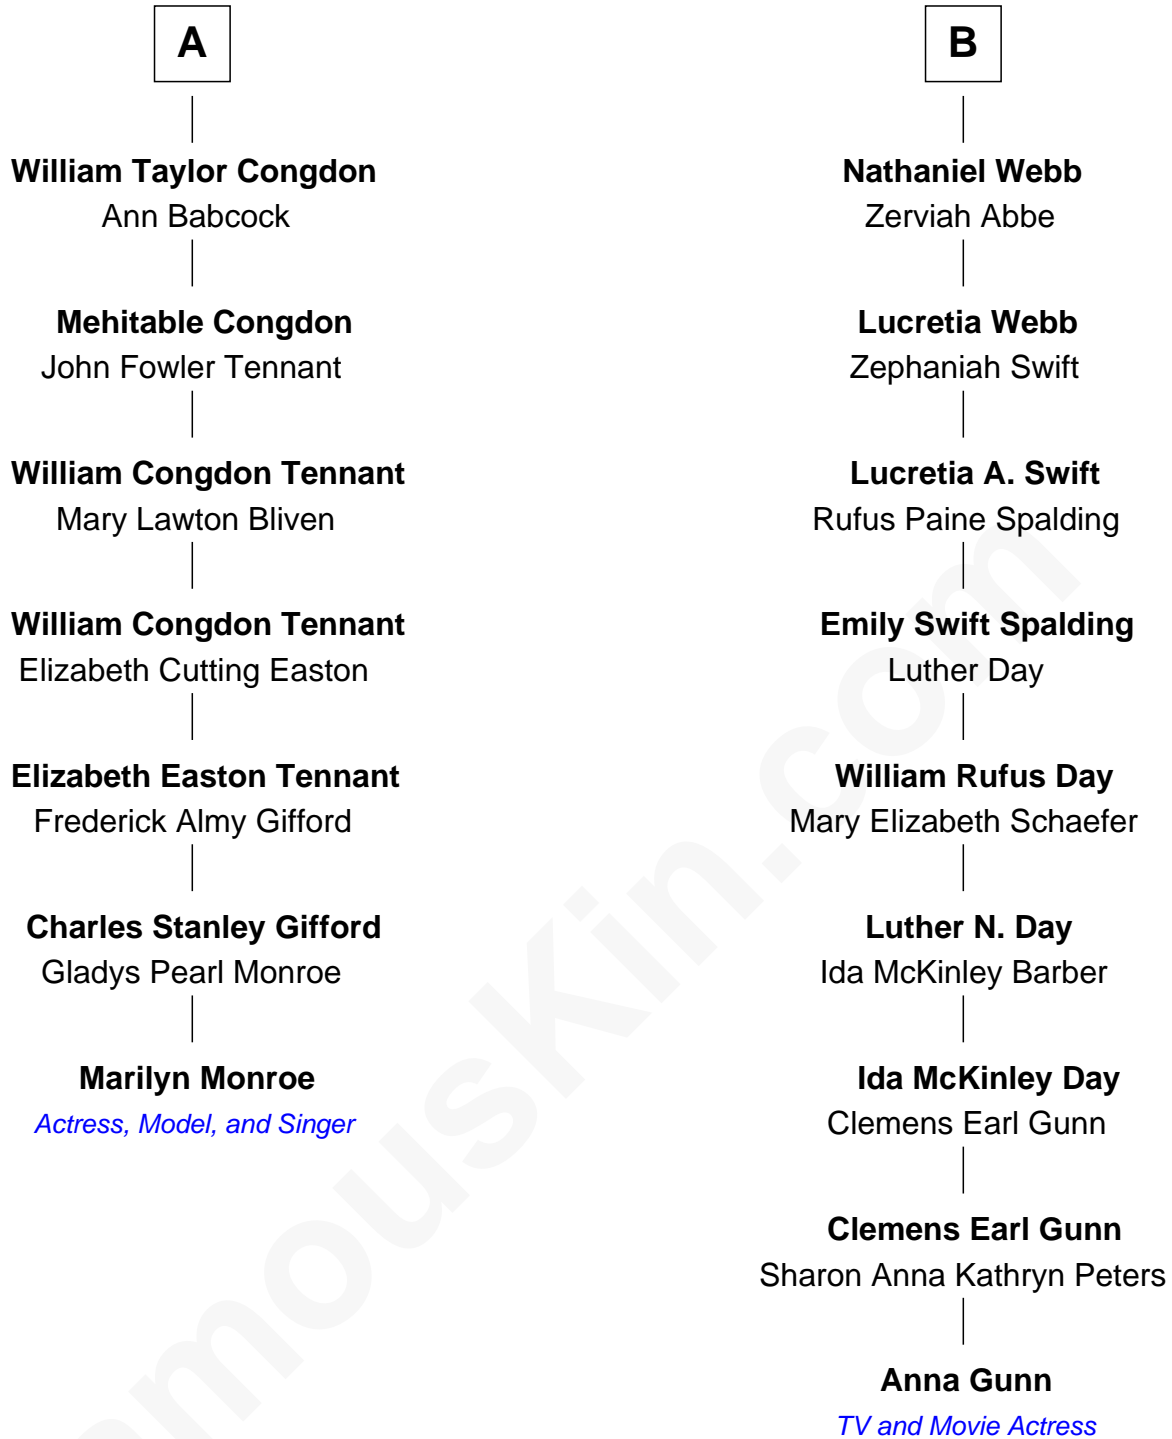 A
William Taylor Congdon
Ann Babcock
Mehitable Congdon
John Fowler Tennant
William Congdon Tennant
Mary Lawton Bliven
William Congdon Tennant
Elizabeth Cutting Easton
Elizabeth Easton Tennant
Frederick Almy Gifford
Charles Stanley Gifford
Gladys Pearl Monroe
Marilyn Monroe
Actress, Model, and Singer
B
Nathaniel Webb
Zerviah Abbe
Lucretia Webb
Zephaniah Swift
Lucretia A. Swift
Rufus Paine Spalding
Emily Swift Spalding
Luther Day
William Rufus Day
Mary Elizabeth Schaefer
Luther N. Day
Ida McKinley Barber
Ida McKinley Day
Clemens Earl Gunn
Clemens Earl Gunn
Sharon Anna Kathryn Peters
Anna Gunn
TV and Movie Actress
amouskin.com